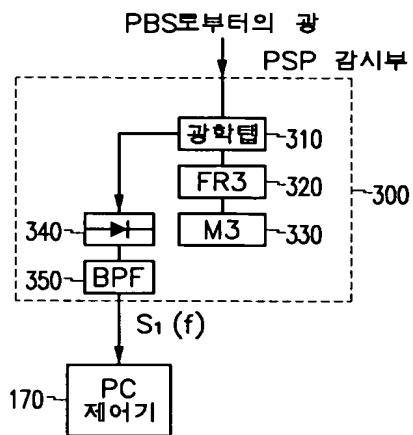 PBS로부터의 광
PSP 감시부
광학탭
310
FR3
320
300
340
M3
330
350
BPF
S₁ (f)
170
PC
제어기